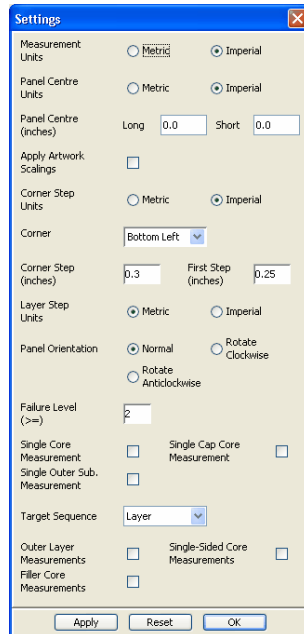 Settings
Measurement Units Metric Imperial
Panel Centre Units Metric Imperial
Panel Centre (inches) Long 0.0 Short 0.0
Apply Artwork Scalings
Corner Step Units Metric Imperial
Corner Bottom Left
Corner Step (inches) 0.3 First Step (inches) 0.25
Layer Step Units Metric Imperial
Panel Orientation Normal Rotate Clockwise
Rotate Anticlockwise
Failure Level (>=) 2
Single Core Measurement Single Cap Core Measurement
Single Outer Sub. Measurement
Target Sequence Layer
Outer Layer Measurements Single-Sided Core Measurements
Filler Core Measurements
Apply Reset OK